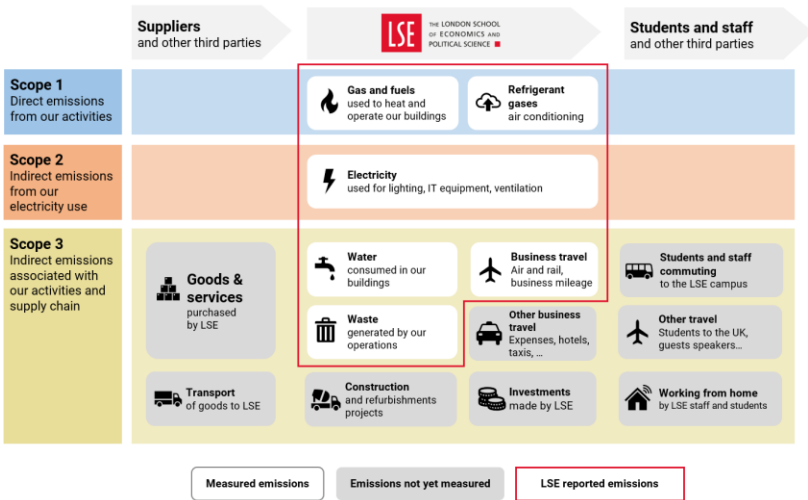 Suppliers
and other third parties
LSE
THE LONDON SCHOOL
OF ECONOMICS AND
POLITICAL SCIENCE
Students and staff
and other third parties
Scope 1
Direct emissions
from our activities
Gas and fuels
used to heat and
operate our buildings
Refrigerant
gases
air conditioning
Scope 2
Indirect emissions
from our
electricity use
Electricity
used for lighting, IT equipment, ventilation
Scope 3
Indirect emissions
associated with
our activities and
supply chain
Goods &
services
purchased
by LSE
Water
consumed in our
buildings
Business travel
Air and rail,
business mileage
Students and staff
commuting
to the LSE campus
Waste
generated by our
operations
Other business
travel
Expenses, hotels,
taxis, ...
Other travel
Students to the UK,
guests speakers...
Transport
of goods to LSE
Construction
and refurbishments
projects
Investments
made by LSE
Working from home
by LSE staff and students
Measured emissions
Emissions not yet measured
LSE reported emissions